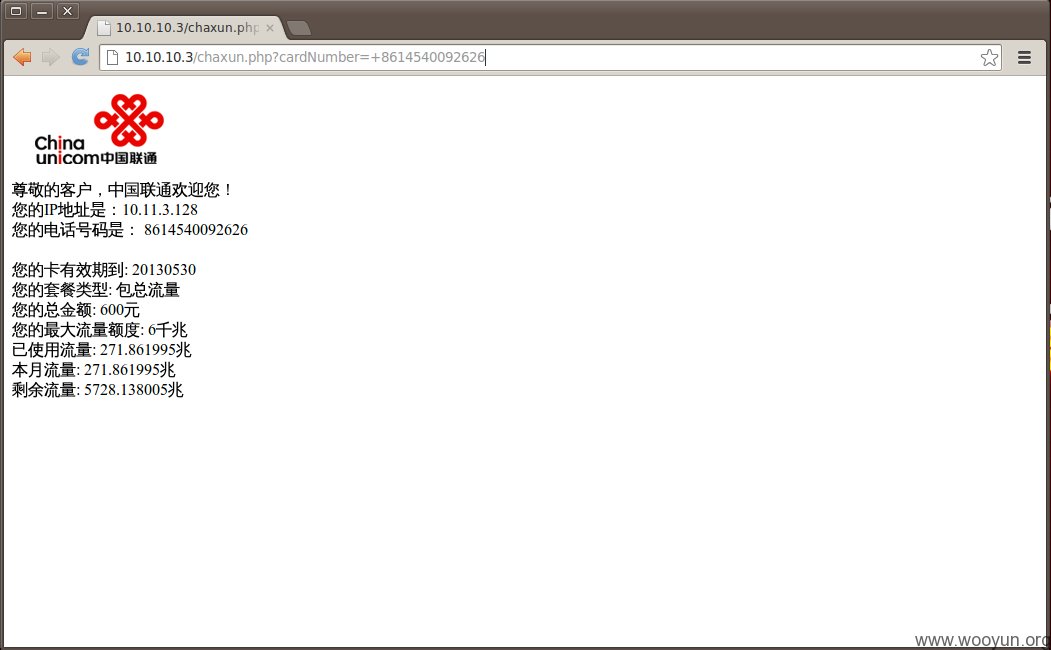 10.10.10.3/chaxun.php
10.10.10.3/chaxun.php?cardNumber=+8614540092626
China
unicom中国联通
尊敬的客户，中国联通欢迎您！
您的IP地址是：10.11.3.128
您的电话号码是： 8614540092626
您的卡有效期到: 20130530
您的套餐类型: 包总流量
您的总金额: 600元
您的最大流量额度: 6千兆
已使用流量: 271.861995兆
本月流量: 271.861995兆
剩余流量: 5728.138005兆
www.wooyun.org